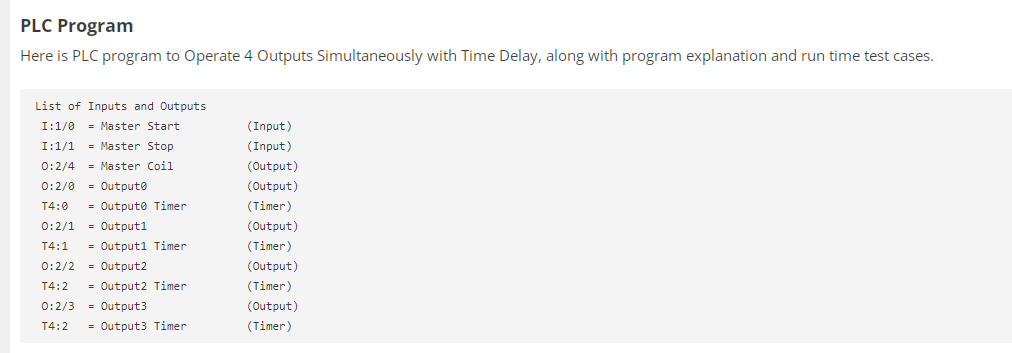 PLC Program
Here is PLC program to Operate 4 Outputs Simultaneously with Time Delay, along with program explanation and run time test cases.
List of Inputs and Outputs
I:1/0 = Master Start (Input)
I:1/1 = Master Stop (Input)
O:2/4 = Master Coil (Output)
O:2/0 = Output0 (Output)
T4:0 = Output0 Timer (Timer)
O:2/1 = Output1 (Output)
T4:1 = Output1 Timer (Timer)
O:2/2 = Output2 (Output)
T4:2 = Output2 Timer (Timer)
O:2/3 = Output3 (Output)
T4:2 = Output3 Timer (Timer)